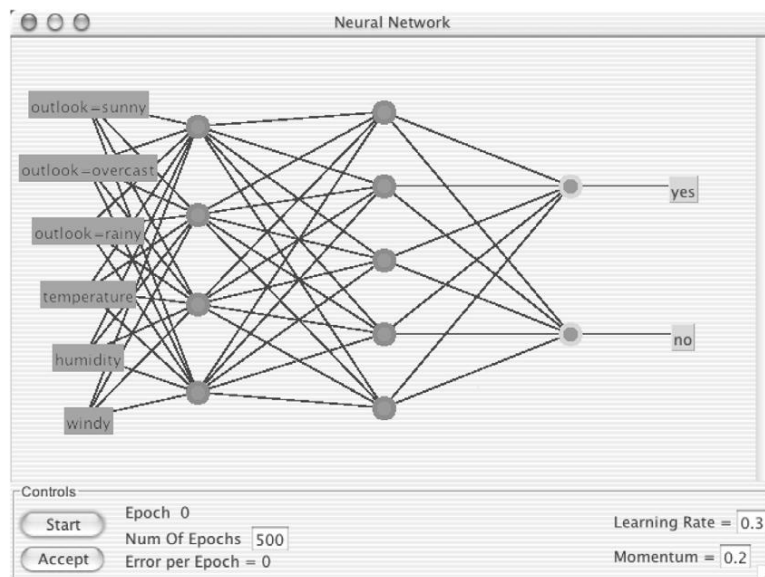 Neural Network
outlook=sunny
outlook=overcast
outlook=rainy
temperature
humidity
windy
yes
no
Controls
Start
Accept
Epoch 0
Num Of Epochs 500
Error per Epoch = 0
Learning Rate = 0.3
Momentum = 0.2